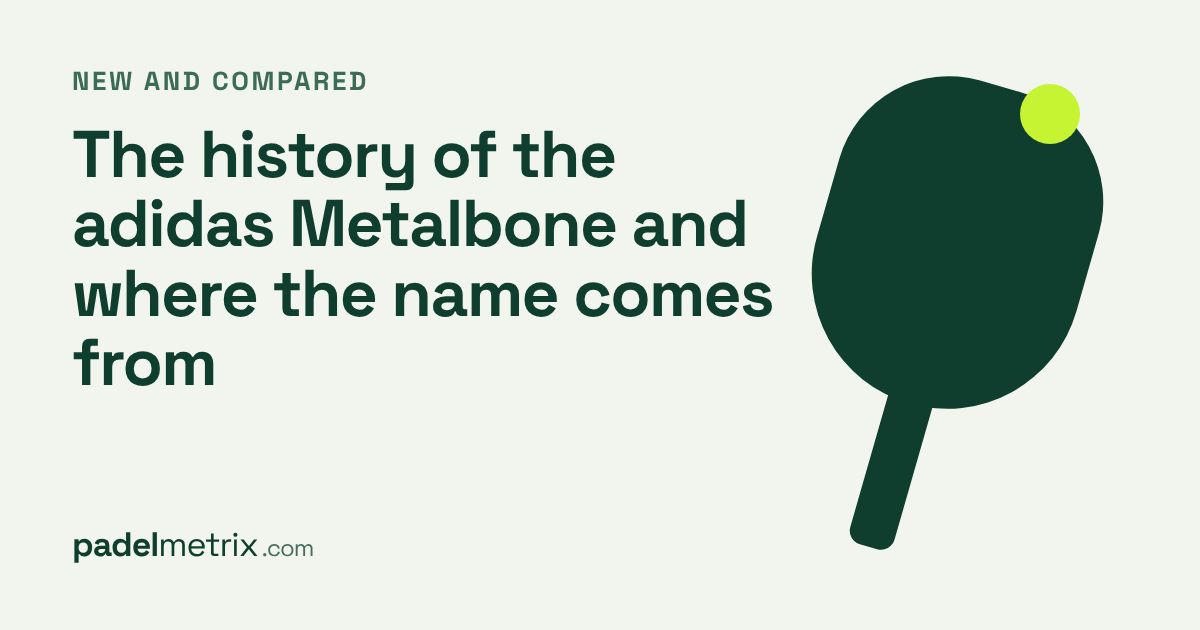 NEW AND COMPARED
The history of the
adidas Metalbone and
where the name comes
from
padelmetrix.com